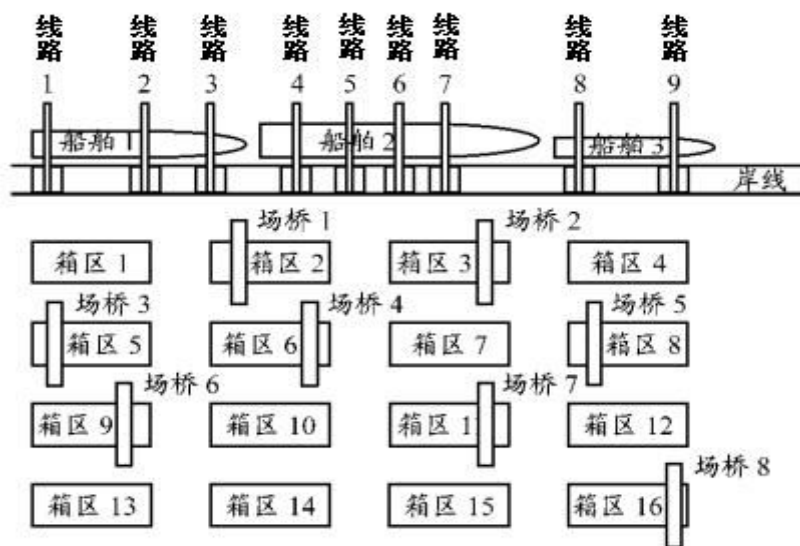 线路 线路 线路 线路 线路 线路 线路 线路 线路
1 2 3 4 5 6 7 8 9
船舶 1 船舶 2 船舶 3
岸线
场桥 1 场桥 2
箱区 1 箱区 2 箱区 3 箱区 4
场桥 3 场桥 4 场桥 5
箱区 5 箱区 6 箱区 7 箱区 8
场桥 6 场桥 7
箱区 9 箱区 10 箱区 11 箱区 12
场桥 8
箱区 13 箱区 14 箱区 15 箱区 16